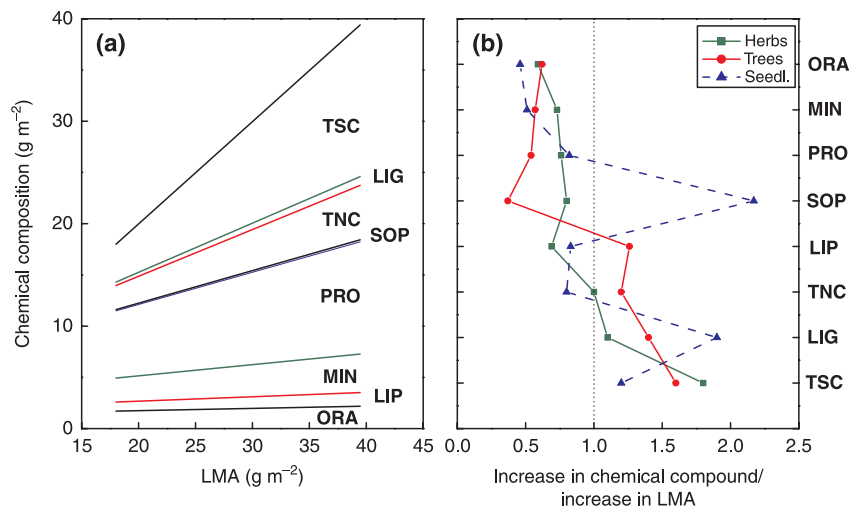 (a)
Chemical composition (g m⁻²)
40
30
20
10
0
TSC
LIG
TNC
SOP
PRO
MIN
LIP
ORA
15 20 25 30 35 40 45
LMA (g m⁻²)
(b)
Herbs
Trees
Seedl.
ORA
MIN
PRO
SOP
LIP
TNC
LIG
TSC
0.0 0.5 1.0 1.5 2.0 2.5
Increase in chemical compound/
increase in LMA